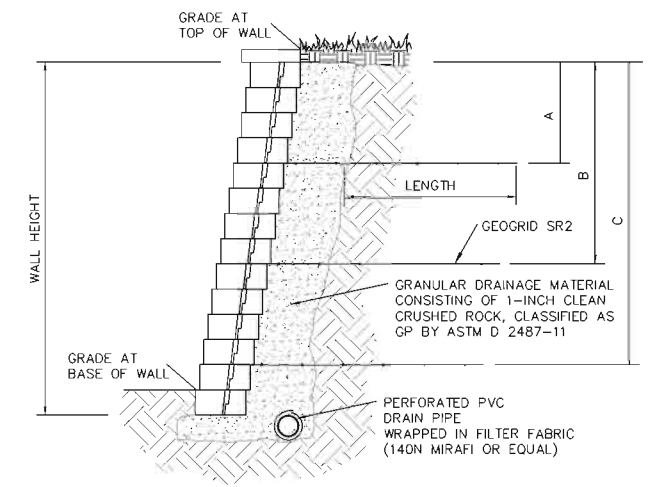 GRADE AT
TOP OF WALL
A
B
C
LENGTH
WALL HEIGHT
GEOGRID SR2
GRANULAR DRAINAGE MATERIAL
CONSISTING OF 1-INCH CLEAN
CRUSHED ROCK, CLASSIFIED AS
GP BY ASTM D 2487-11
GRADE AT
BASE OF WALL
PERFORATED PVC
DRAIN PIPE
WRAPPED IN FILTER FABRIC
(140N MIRAFI OR EQUAL)